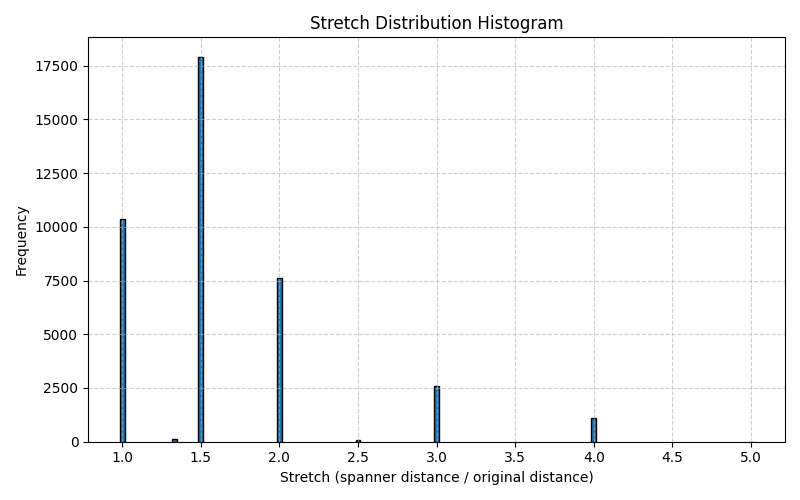 Stretch Distribution Histogram
Frequency
17500
15000
12500
10000
7500
5000
2500
0
1.0 1.5 2.0 2.5 3.0 3.5 4.0 4.5 5.0
Stretch (spanner distance / original distance)